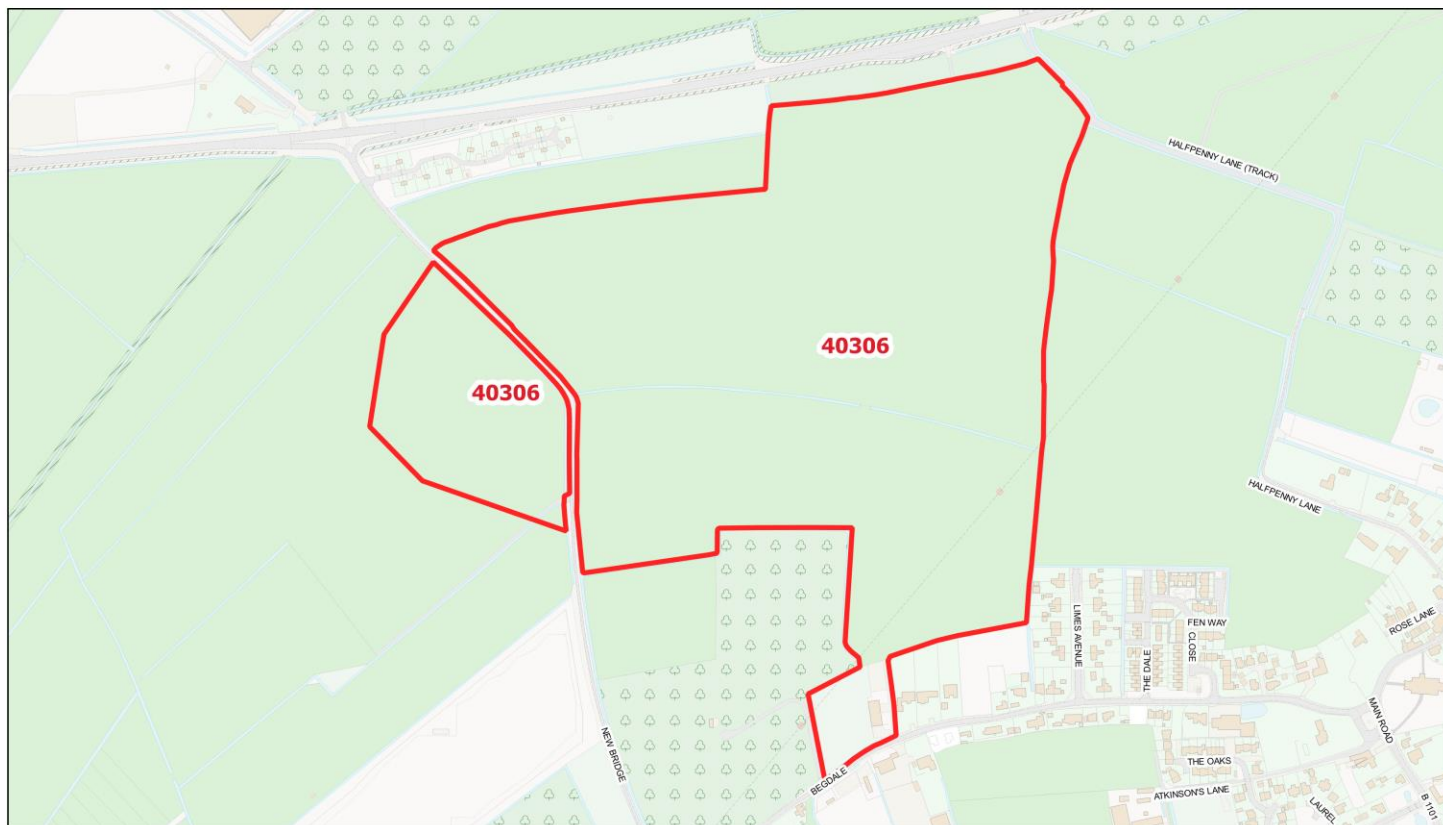 HALFPENNY LANE (TRACK)
40306
40306
HALFPENNY LANE
LIMES AVENUE
FEN WAY
CLOSE
THE DALE
ROSE LANE
MAIN ROAD
NEW BRIDGE
BEGDALE
THE OAKS
ATKINSON'S LANE
LAUREL
B 1101